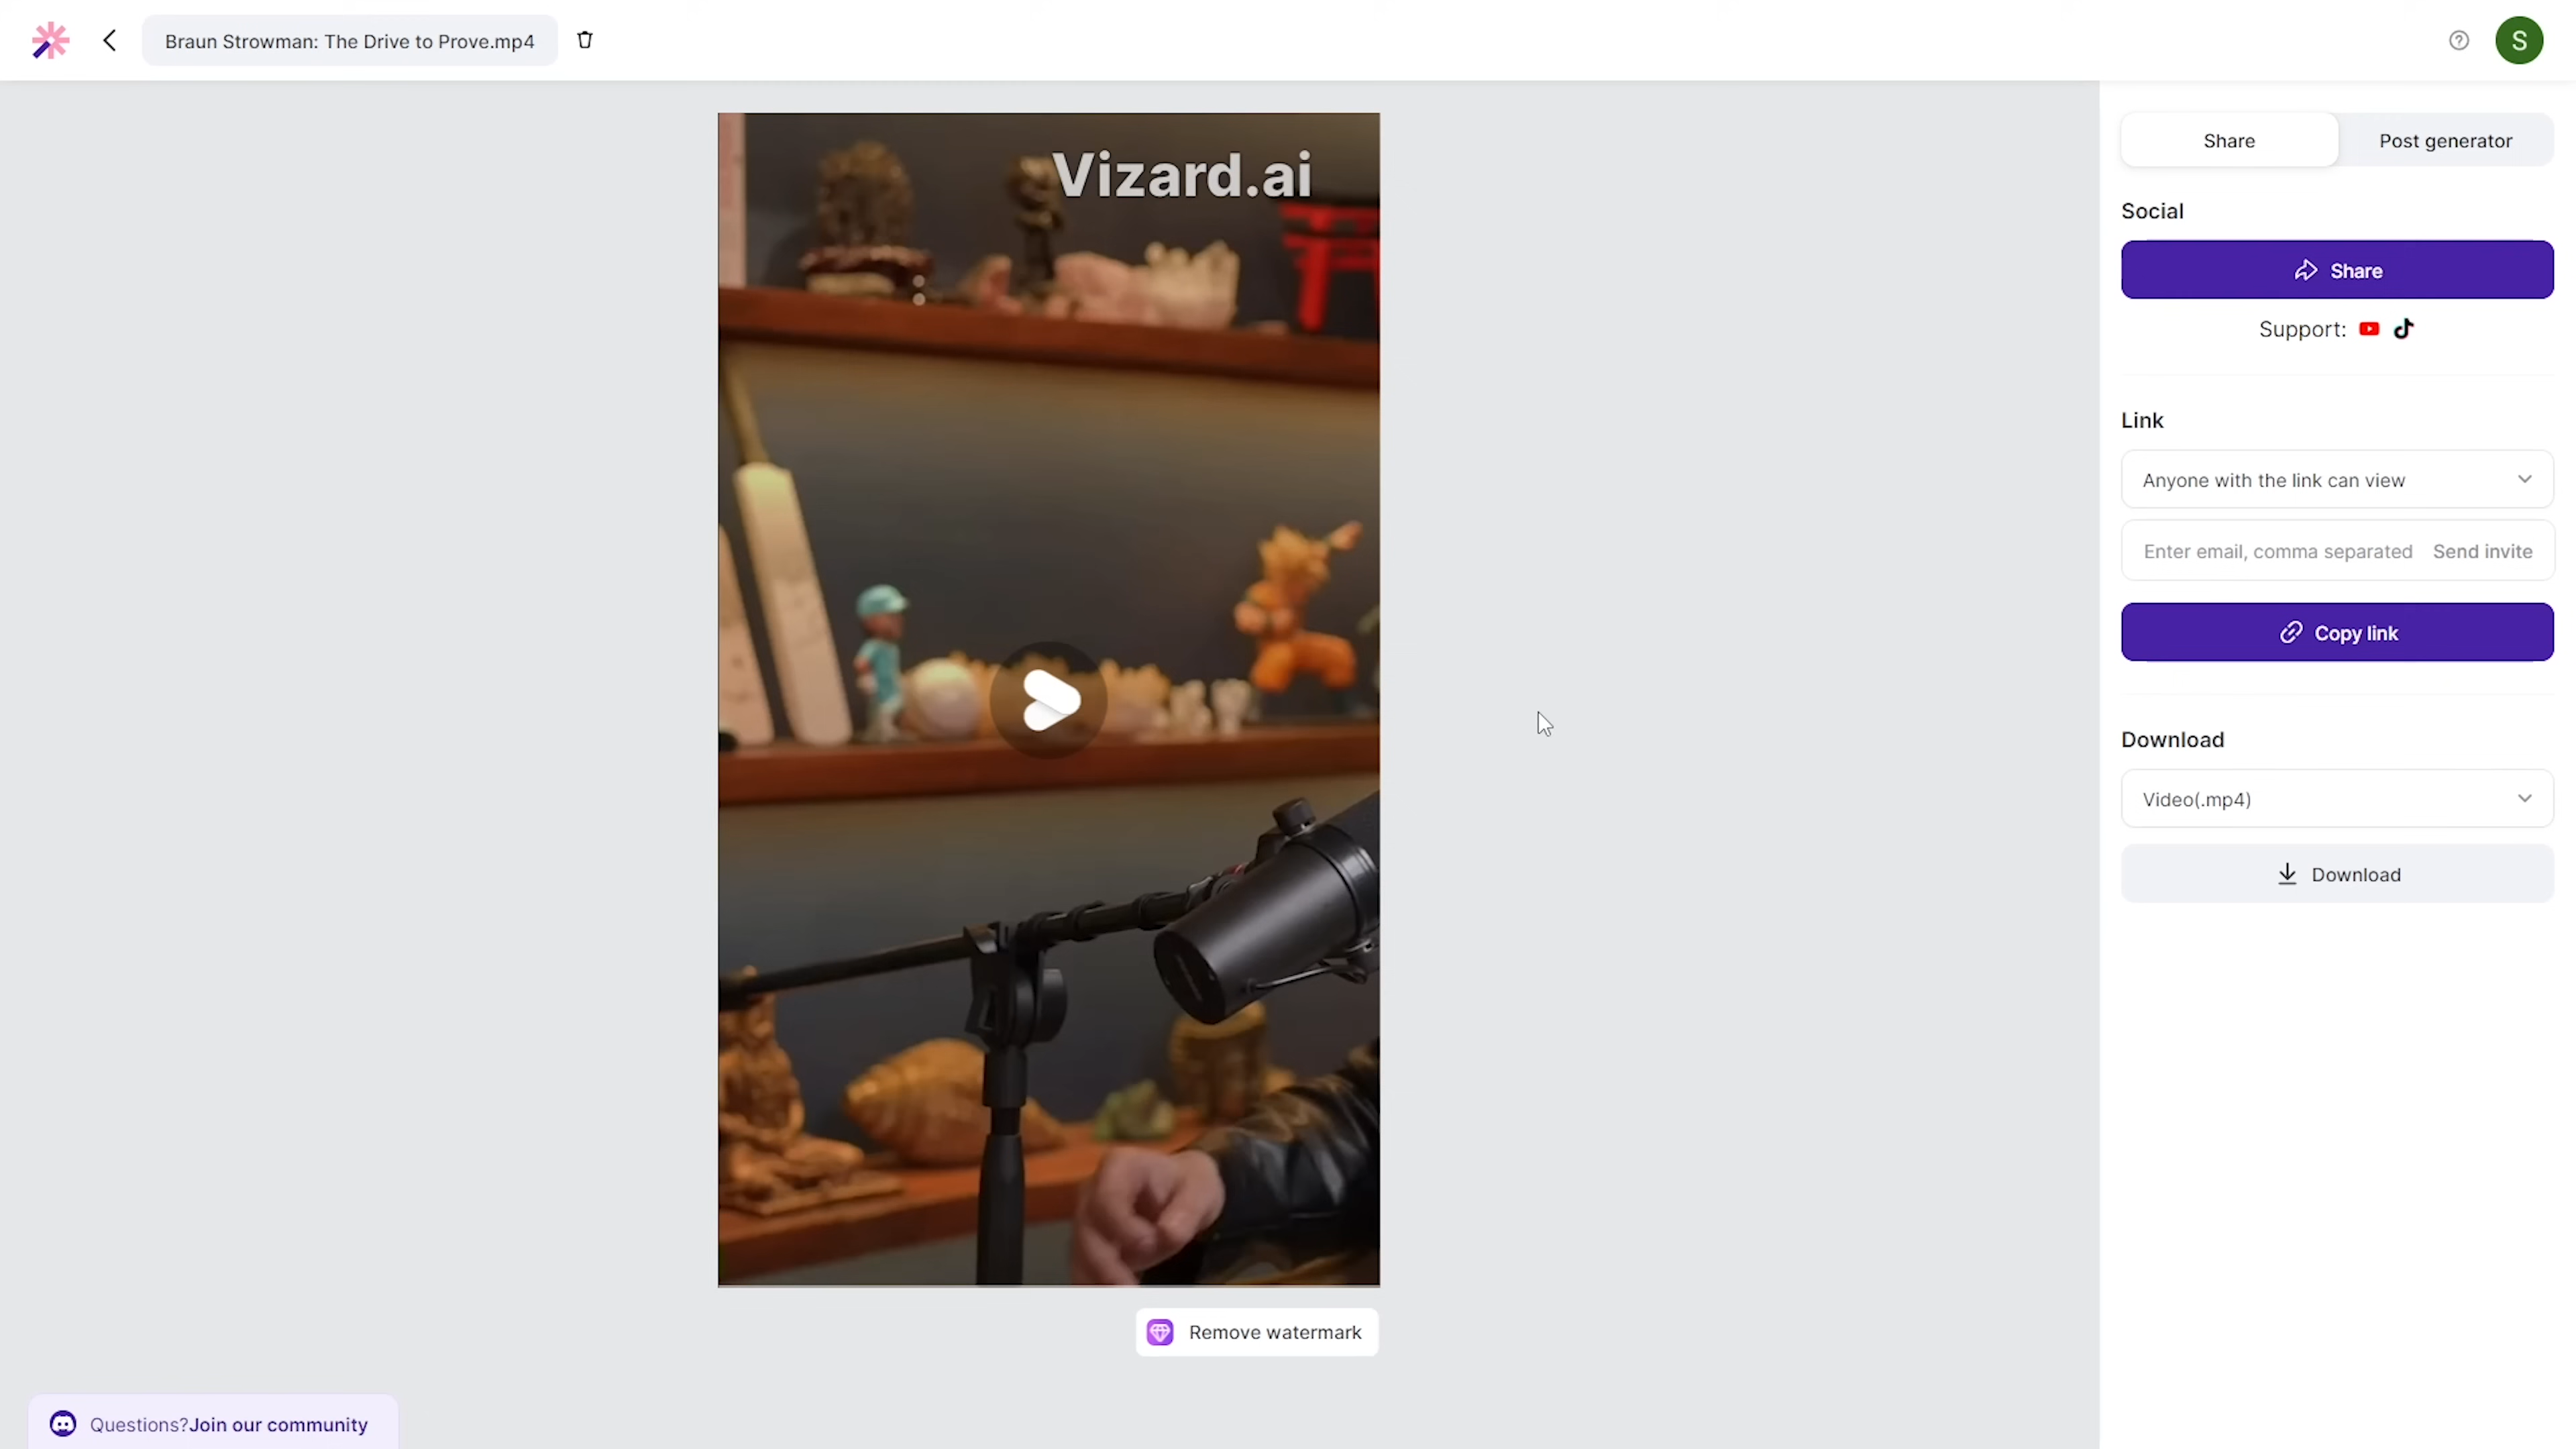 Braun Strowman: The Drive to Prove.mp4
S
Share
Post generator
Vizard.ai
Social
Share
Support:
Link
Anyone with the link can view
Enter email, comma separated Send invite
Copy link
Download
Video(.mp4)
Download
Remove watermark
Questions?Join our community